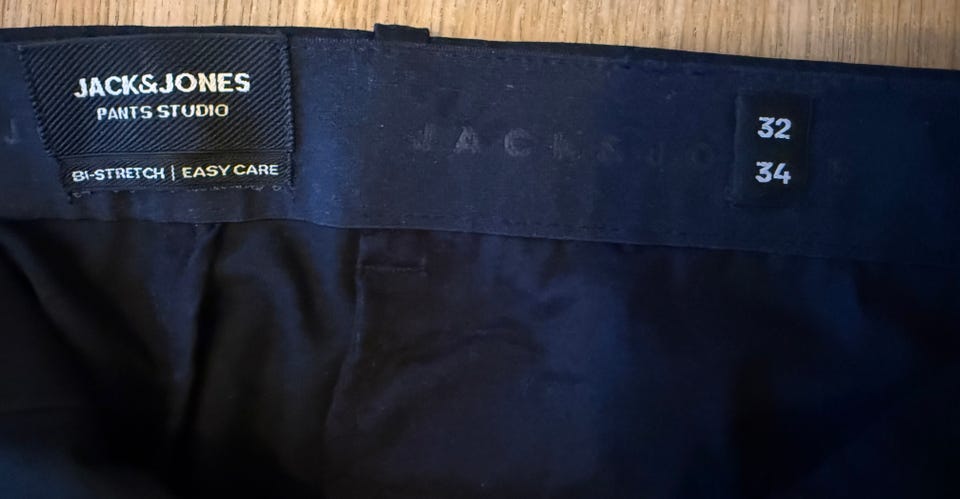 JACK&JONES
PANTS STUDIO
BI-STRETCH | EASY CARE
JACK&JO
32
34